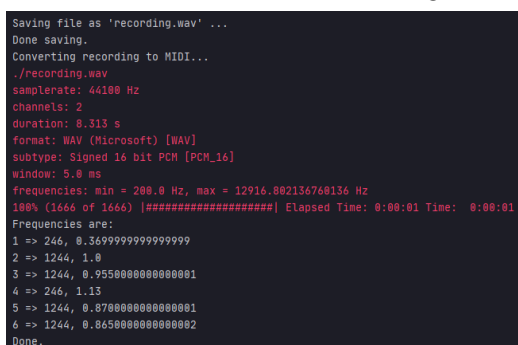 Saving file as 'recording.wav' ...
Done saving.
Converting recording to MIDI...
./recording.wav
samplerate: 44100 Hz
channels: 2
duration: 8.313 s
format: WAV (Microsoft) [WAV]
subtype: Signed 16 bit PCM [PCM_16]
window: 5.0 ms
frequencies: min = 200.0 Hz, max = 12916.802136760136 Hz
100% (1666 of 1666) |####################| Elapsed Time: 0:00:01 Time:  0:00:01
Frequencies are:
1 => 246, 0.3699999999999999
2 => 1244, 1.0
3 => 1244, 0.9550000000000001
4 => 246, 1.13
5 => 1244, 0.8700000000000001
6 => 1244, 0.8650000000000002
Done.